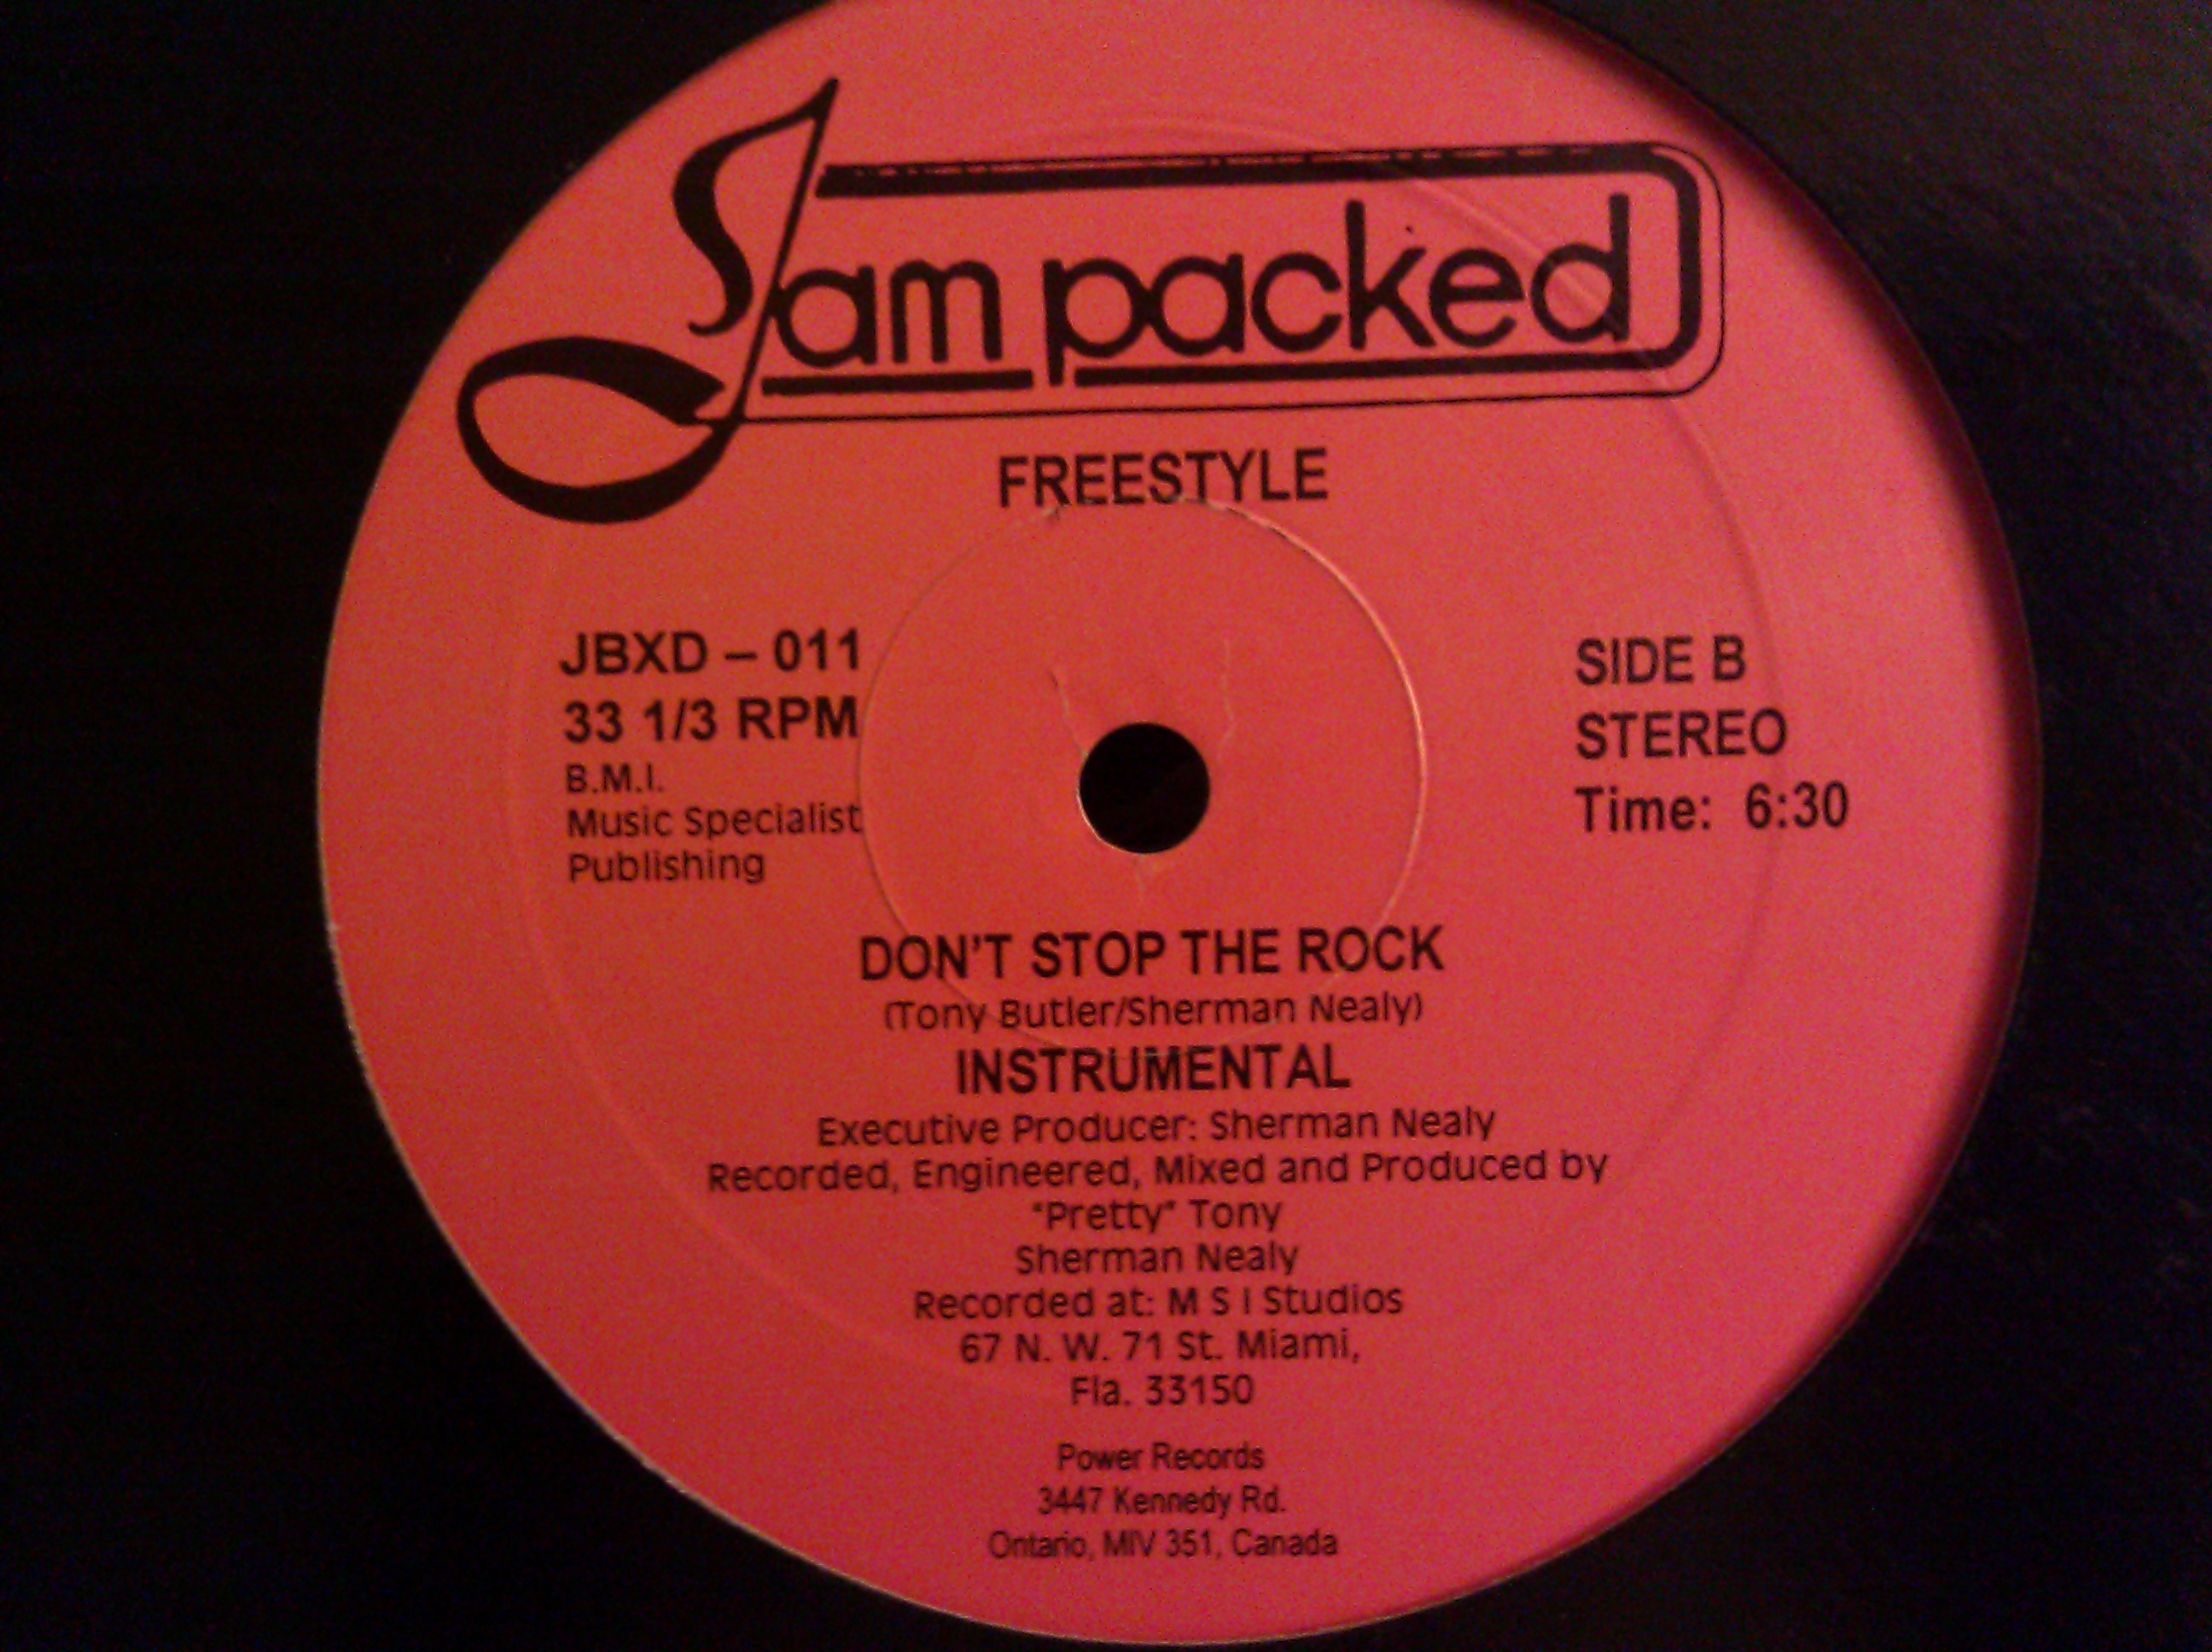 Jam packed
FREESTYLE
JBXD – 011
33 1/3 RPM
B.M.I.
Music Specialist
Publishing
SIDE B
STEREO
Time: 6:30
DON'T STOP THE ROCK
(Tony Butler/Sherman Nealy)
INSTRUMENTAL
Executive Producer: Sherman Nealy
Recorded, Engineered, Mixed and Produced by
"Pretty" Tony
Sherman Nealy
Recorded at: M S I Studios
67 N. W. 71 St. Miami,
Fla. 33150
Power Records
3447 Kennedy Rd.
Ontario, MIV 351, Canada